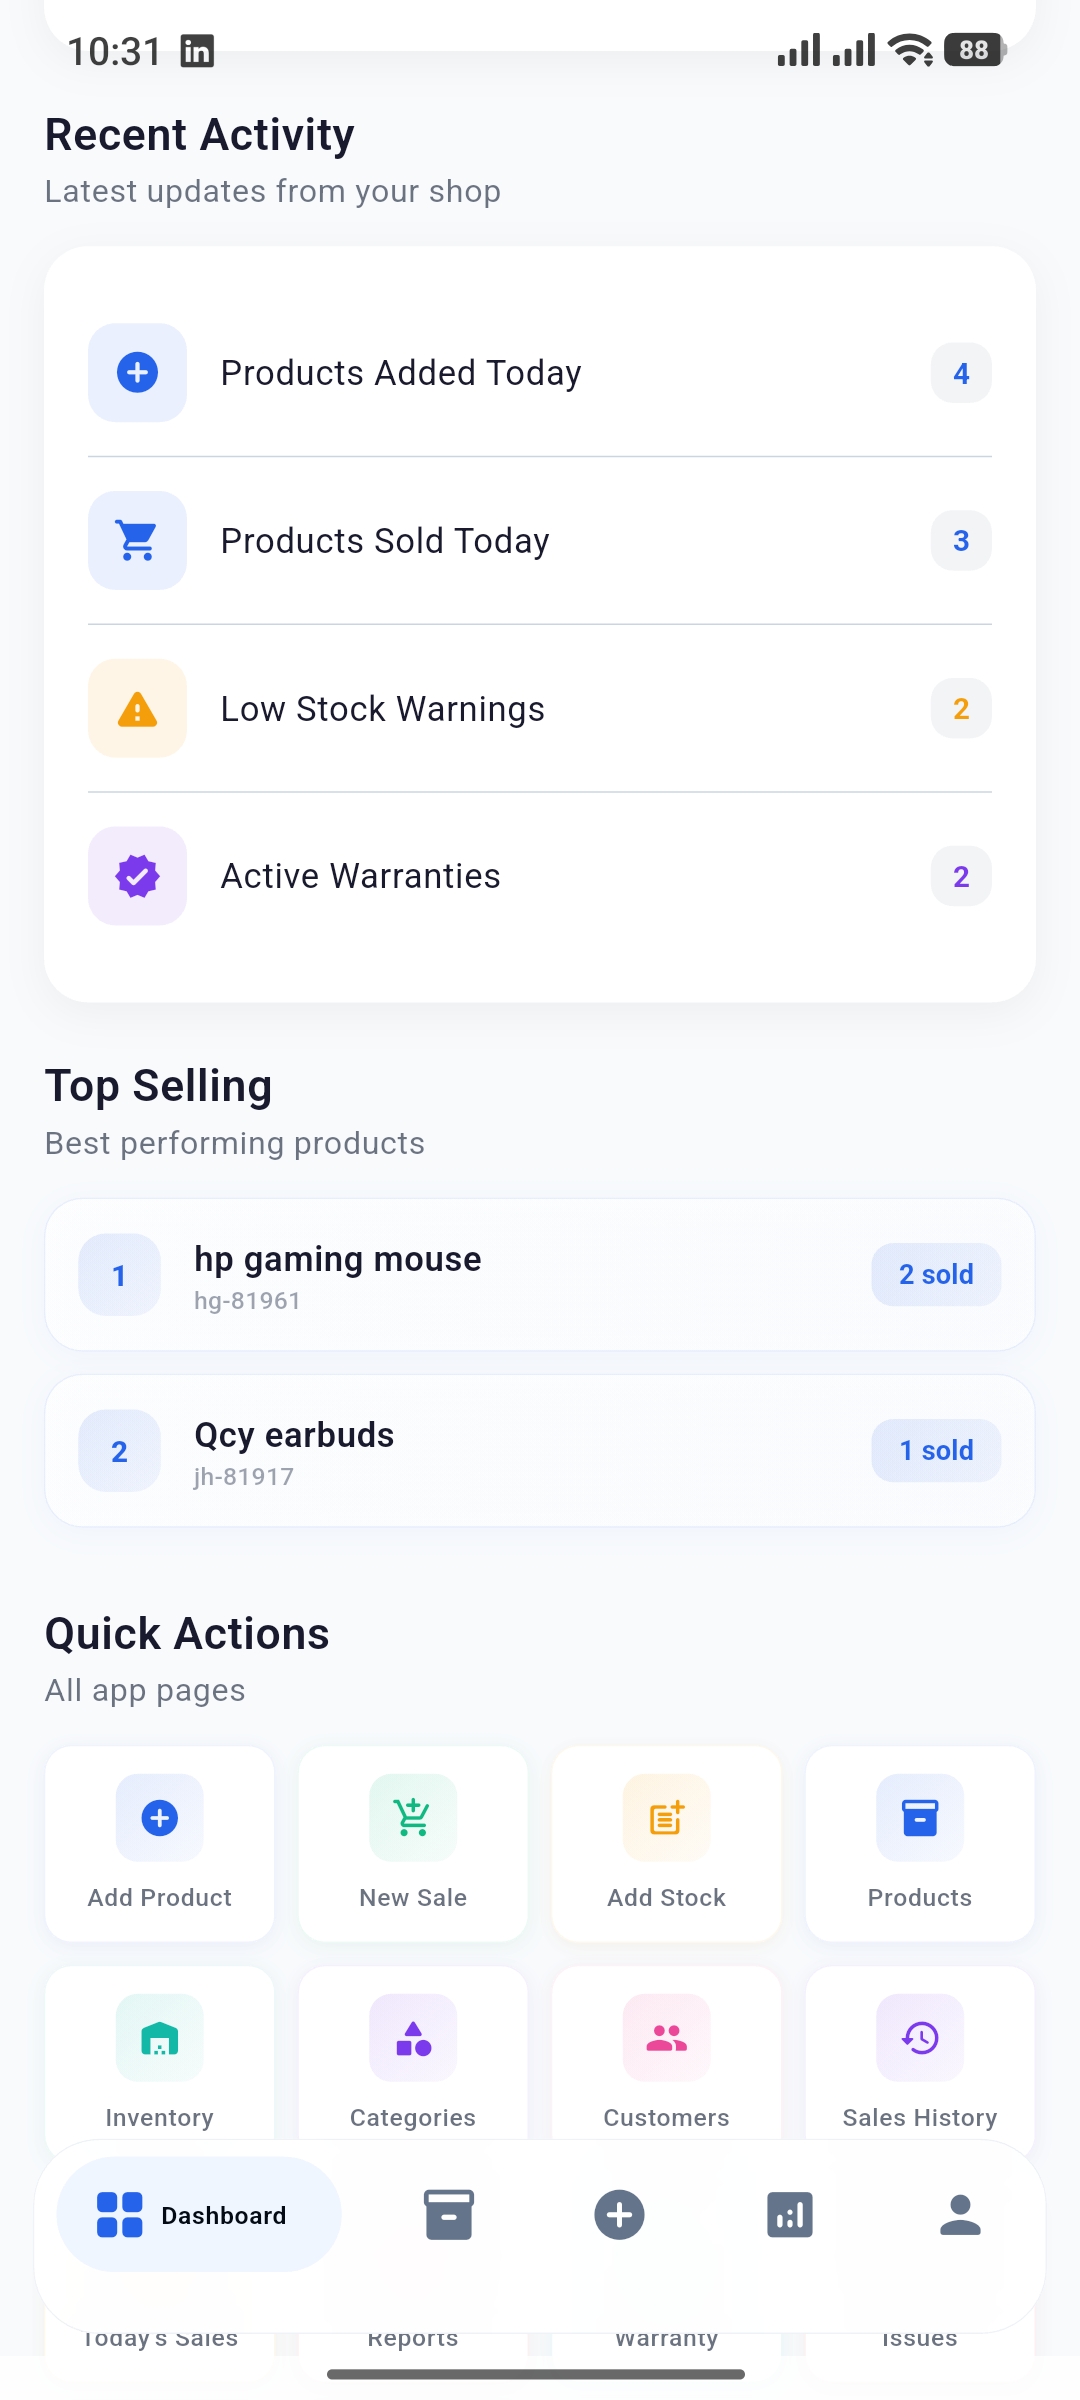 10:31
88
Recent Activity
Latest updates from your shop
Products Added Today
4
Products Sold Today
3
Low Stock Warnings
2
Active Warranties
2
Top Selling
Best performing products
1
hp gaming mouse
hg-81961
2 sold
2
Qcy earbuds
jh-81917
1 sold
Quick Actions
All app pages
Add Product
New Sale
Add Stock
Products
Inventory
Categories
Customers
Sales History
Dashboard
Today's Sales
Reports
Warranty
Issues